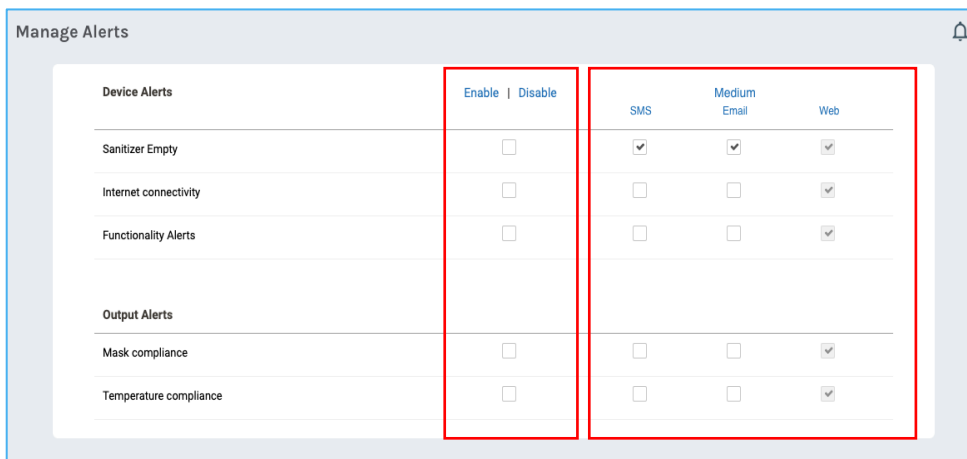 Manage Alerts
Device Alerts Enable | Disable Medium
SMS Email Web
Sanitizer Empty
Internet connectivity
Functionality Alerts
Output Alerts
Mask compliance
Temperature compliance